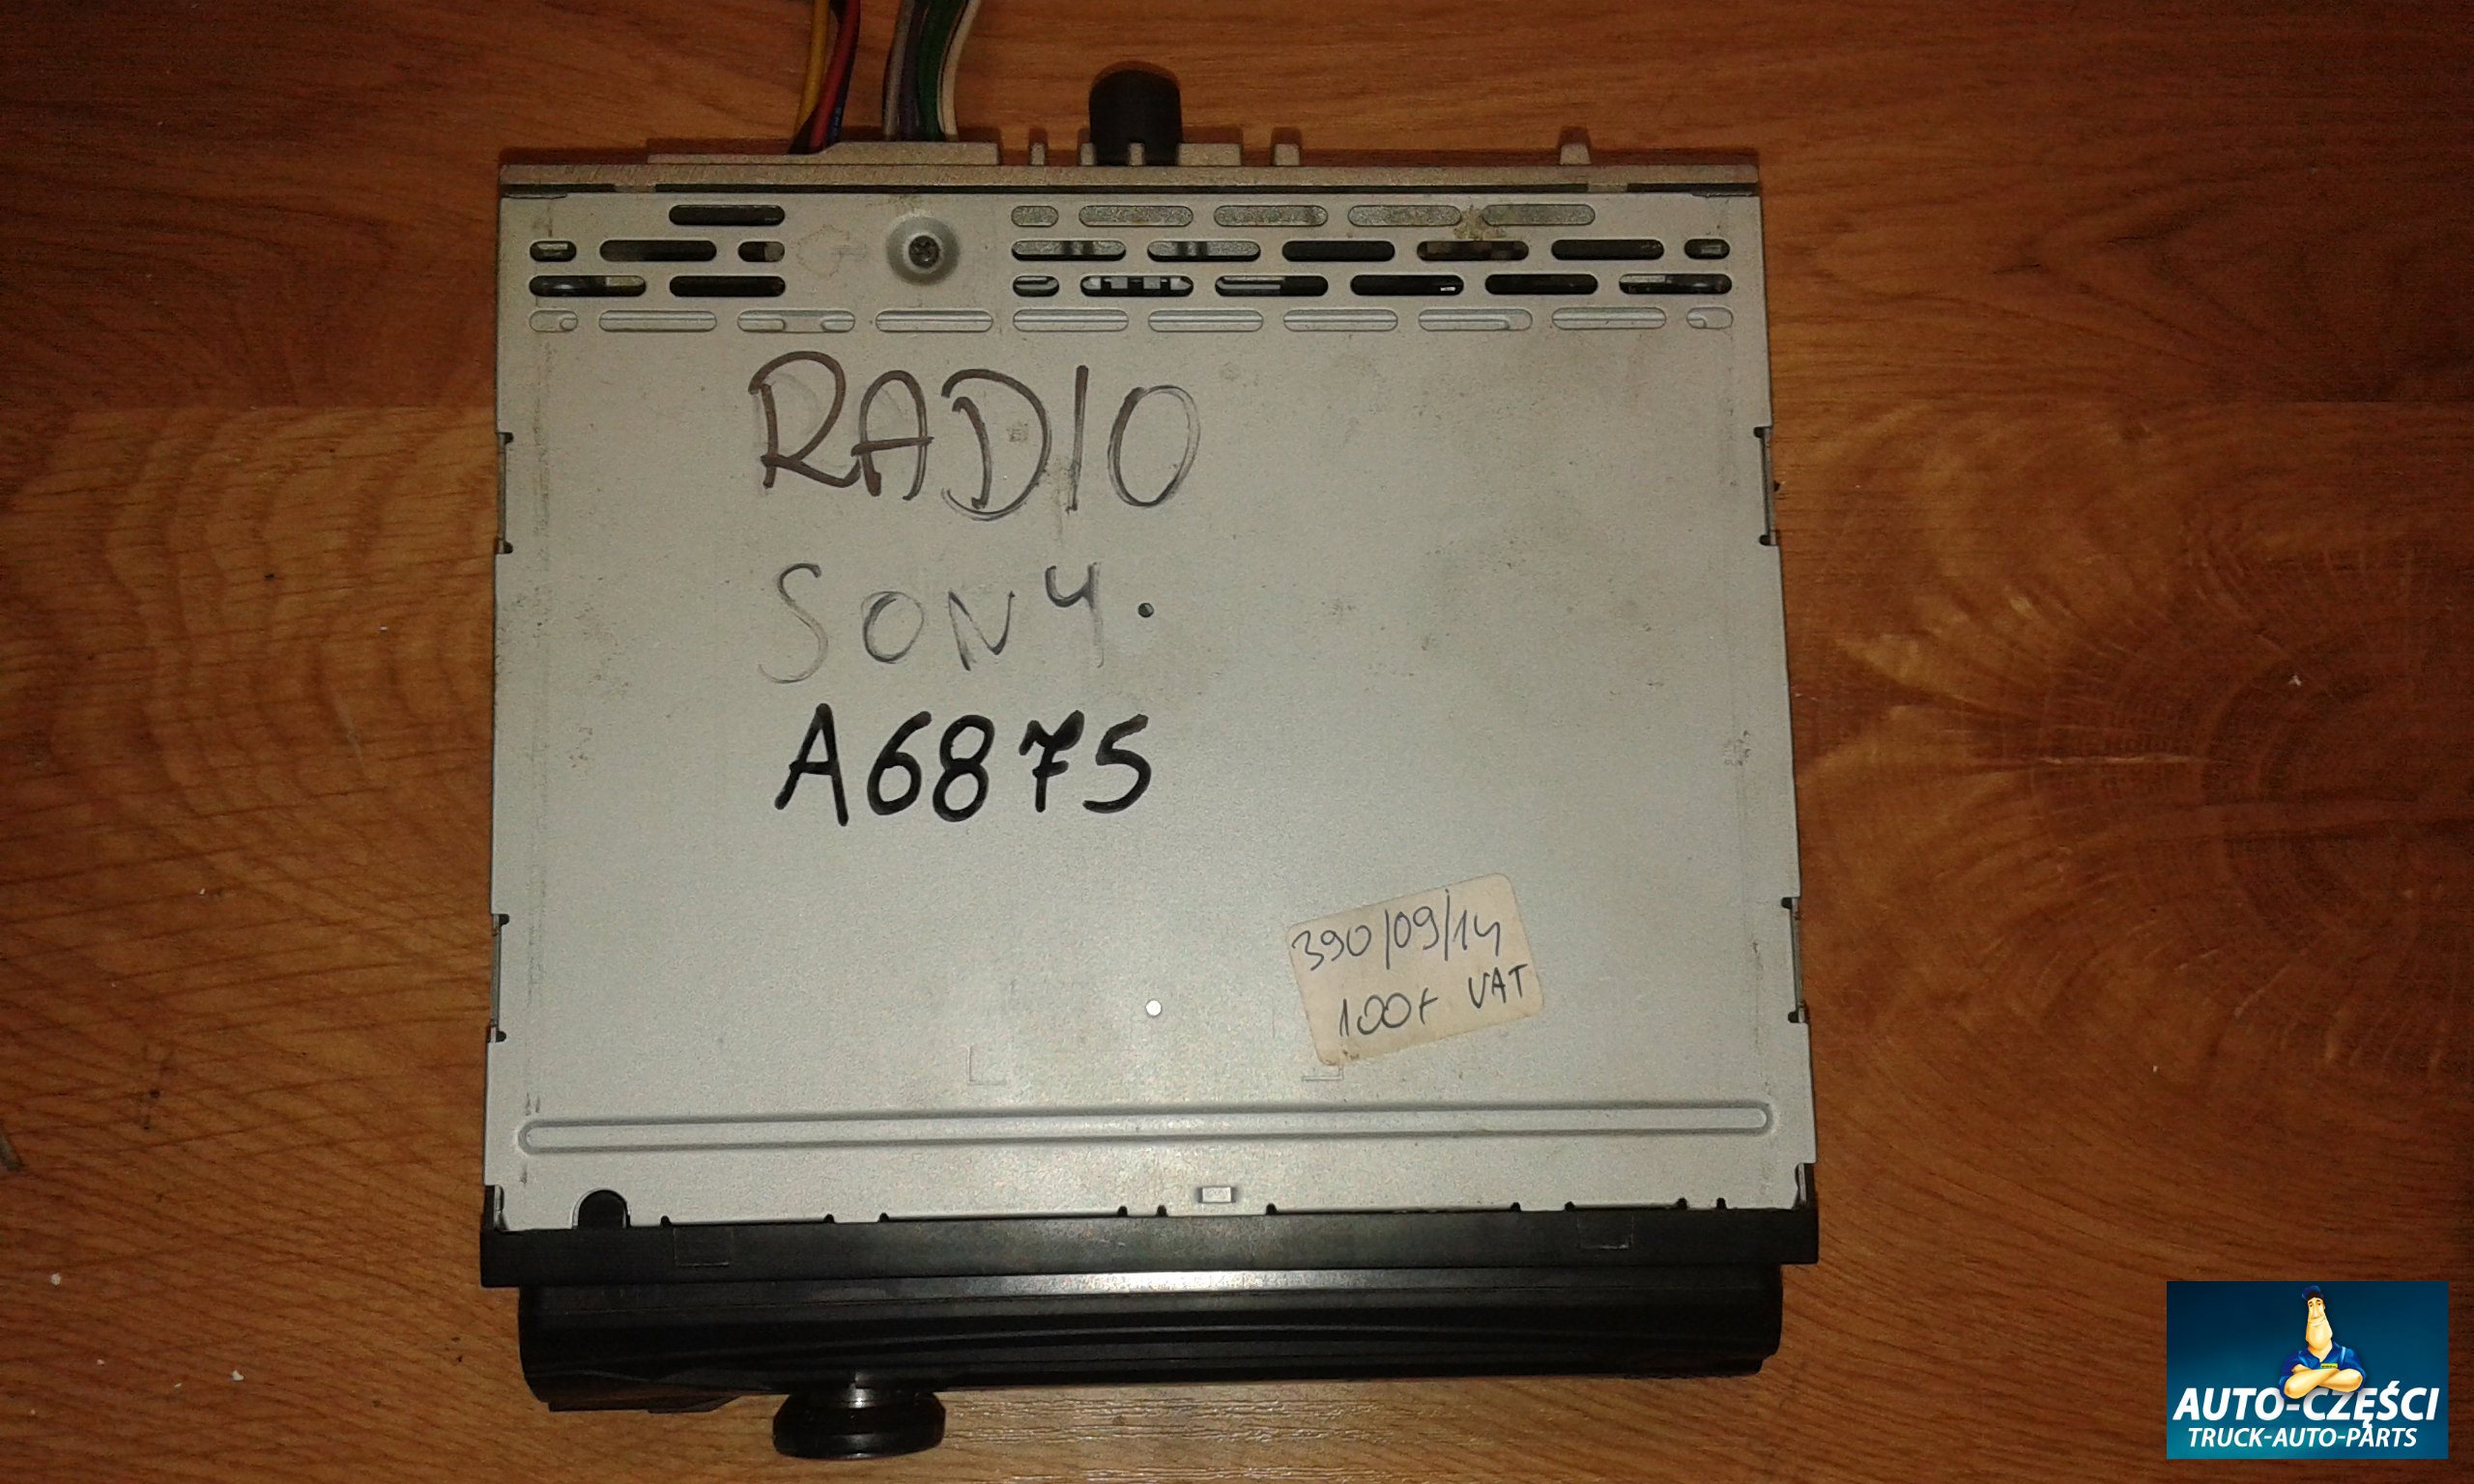 RADIO
SONY.
A6875
390/09/14
100+ VAT
AUTO-CZĘŚCI
TRUCK-AUTO-PARTS